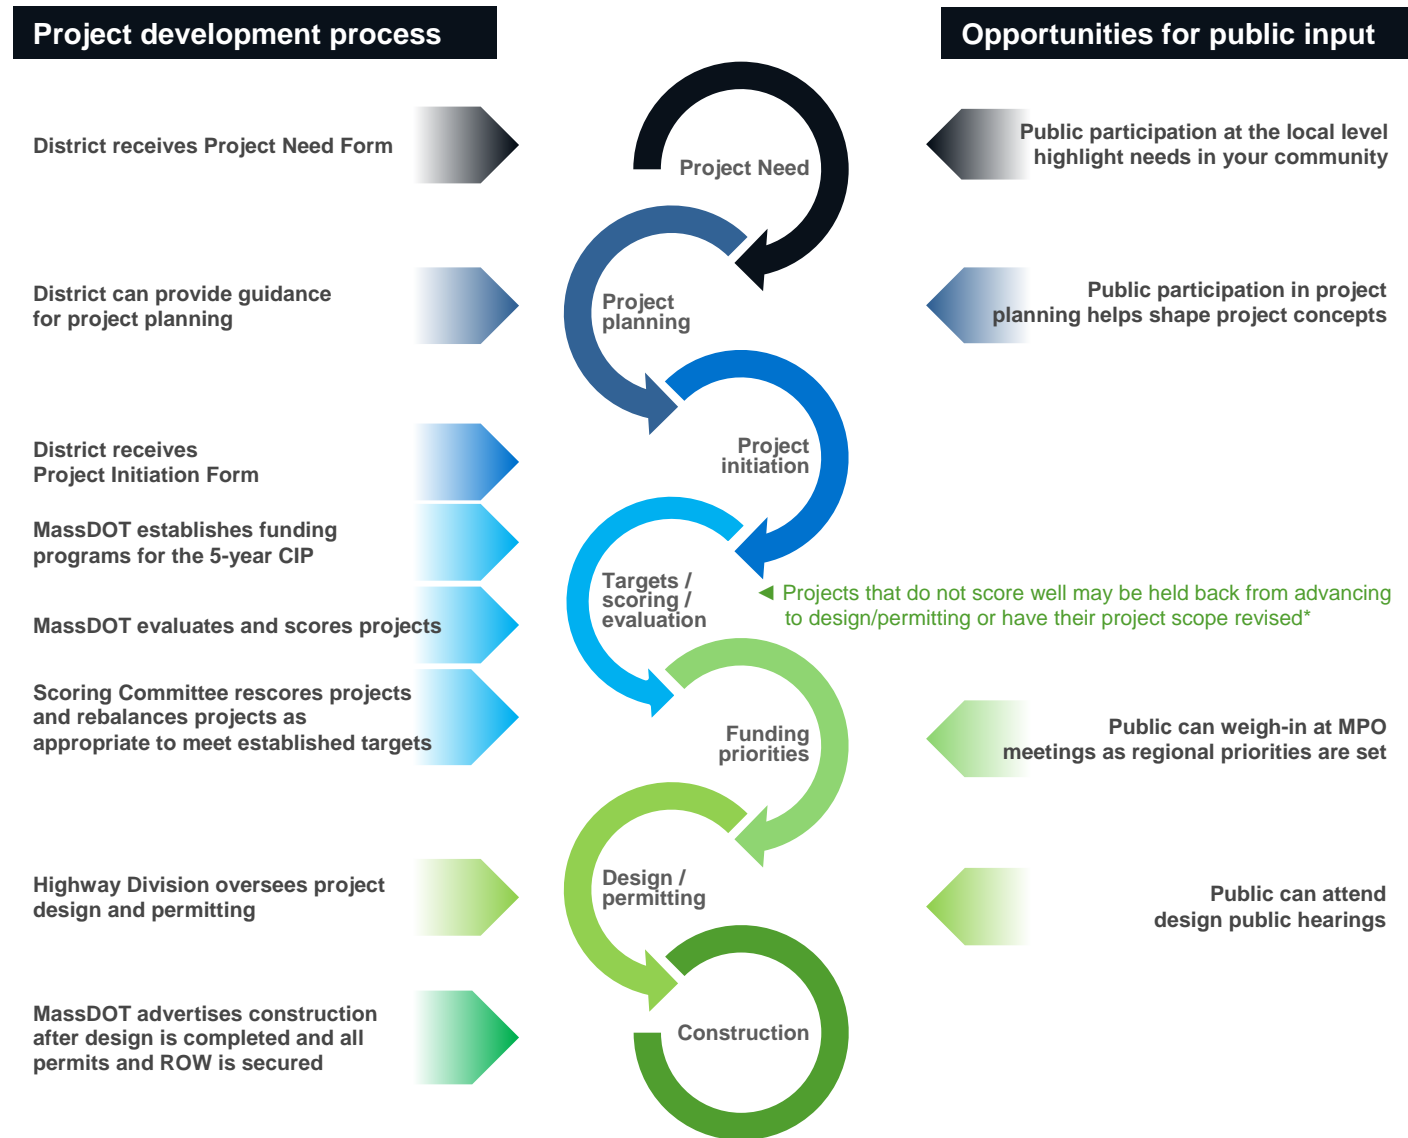 Project development process
Opportunities for public input
District receives Project Need Form
Project Need
Public participation at the local level
highlight needs in your community
District can provide guidance
for project planning
Project
planning
Public participation in project
planning helps shape project concepts
District receives
Project Initiation Form
Project
initiation
MassDOT establishes funding
programs for the 5-year CIP
MassDOT evaluates and scores projects
Targets /
scoring /
evaluation
◄ Projects that do not score well may be held back from advancing
to design/permitting or have their project scope revised*
Scoring Committee rescores projects
and rebalances projects as
appropriate to meet established targets
Funding
priorities
Public can weigh-in at MPO
meetings as regional priorities are set
Highway Division oversees project
design and permitting
Design /
permitting
Public can attend
design public hearings
MassDOT advertises construction
after design is completed and all
permits and ROW is secured
Construction